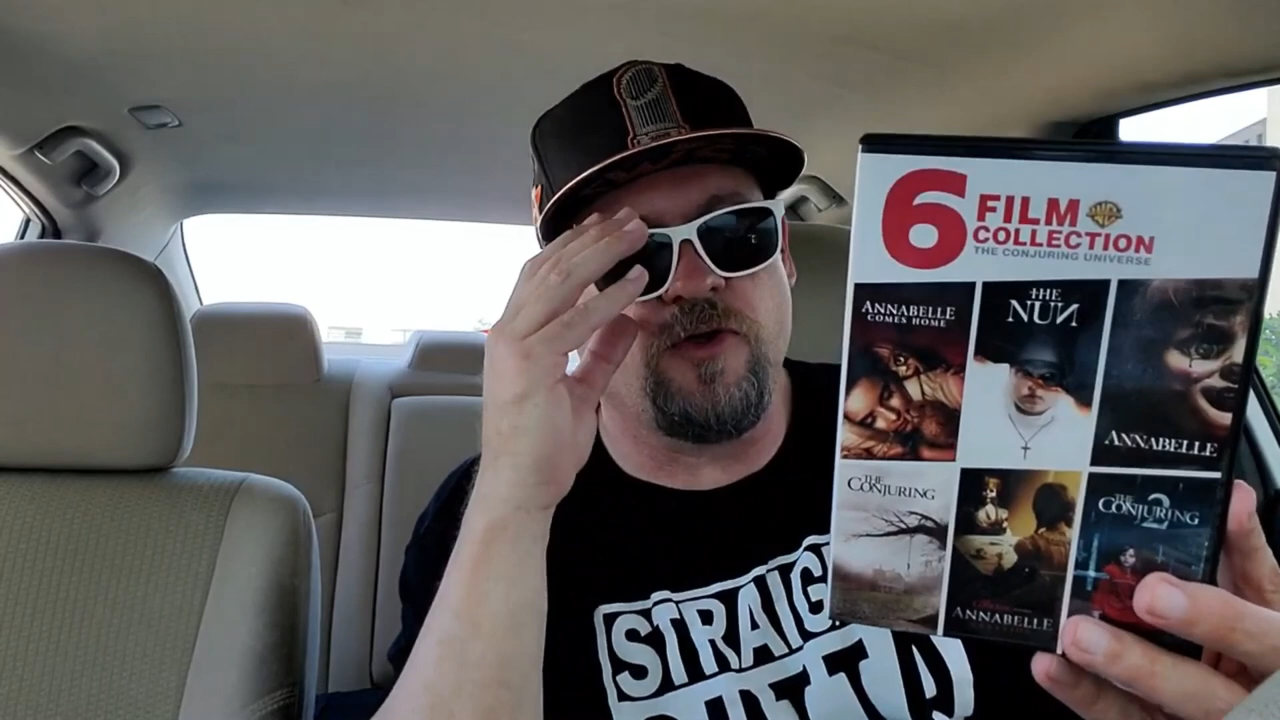 6 FILM
COLLECTION
THE CONJURING UNIVERSE
ANNABELLE
COMES HOME
THE
NUN
ANNABELLE
THE
CONJURING
ANNABELLE
THE
CONJURING
2
STRAIG